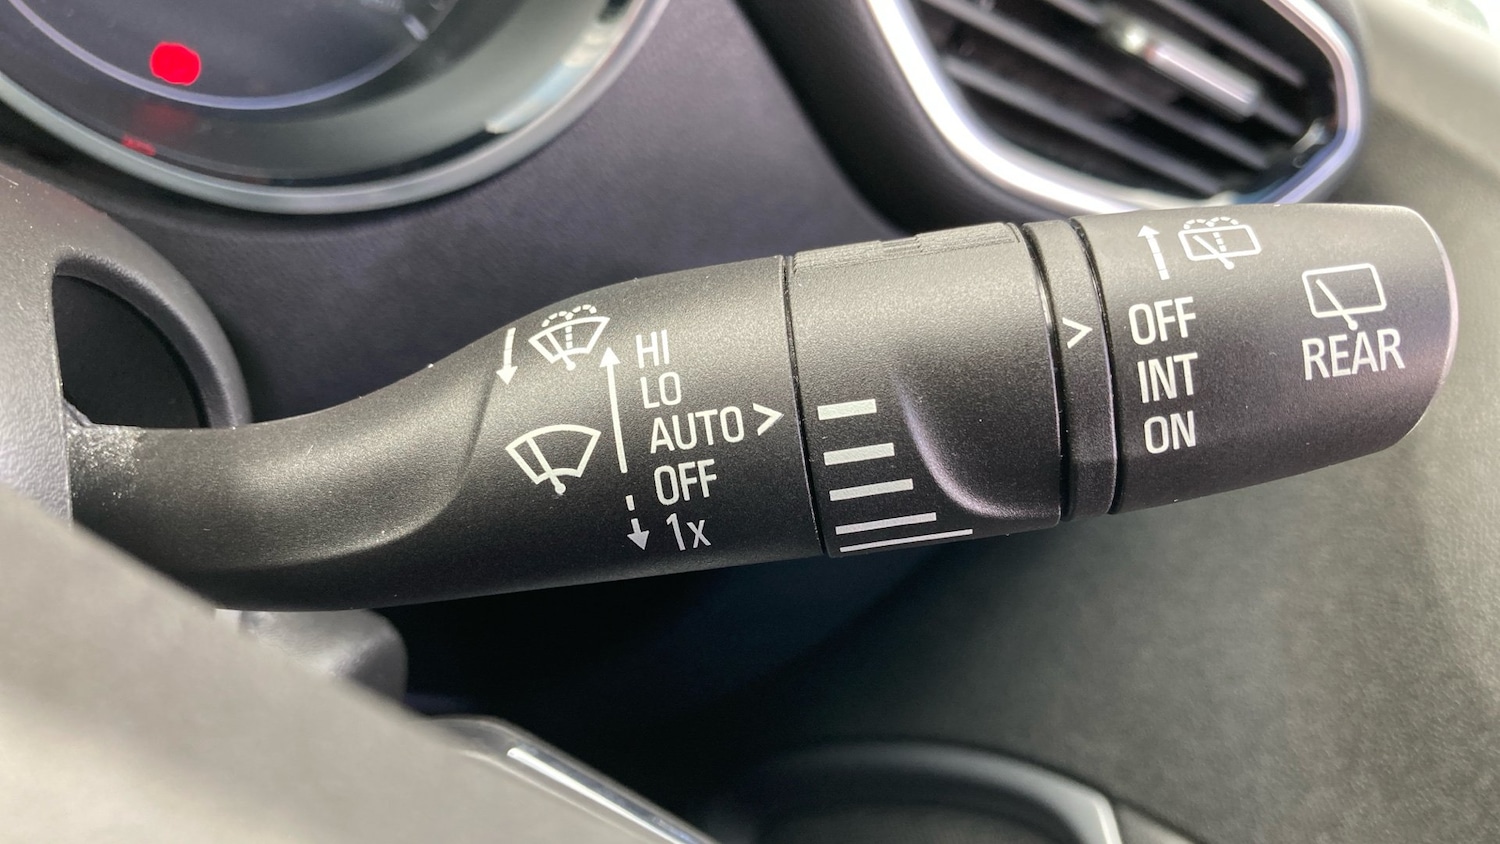 HI
LO
AUTO >
OFF
1x
>
OFF
INT
ON
REAR